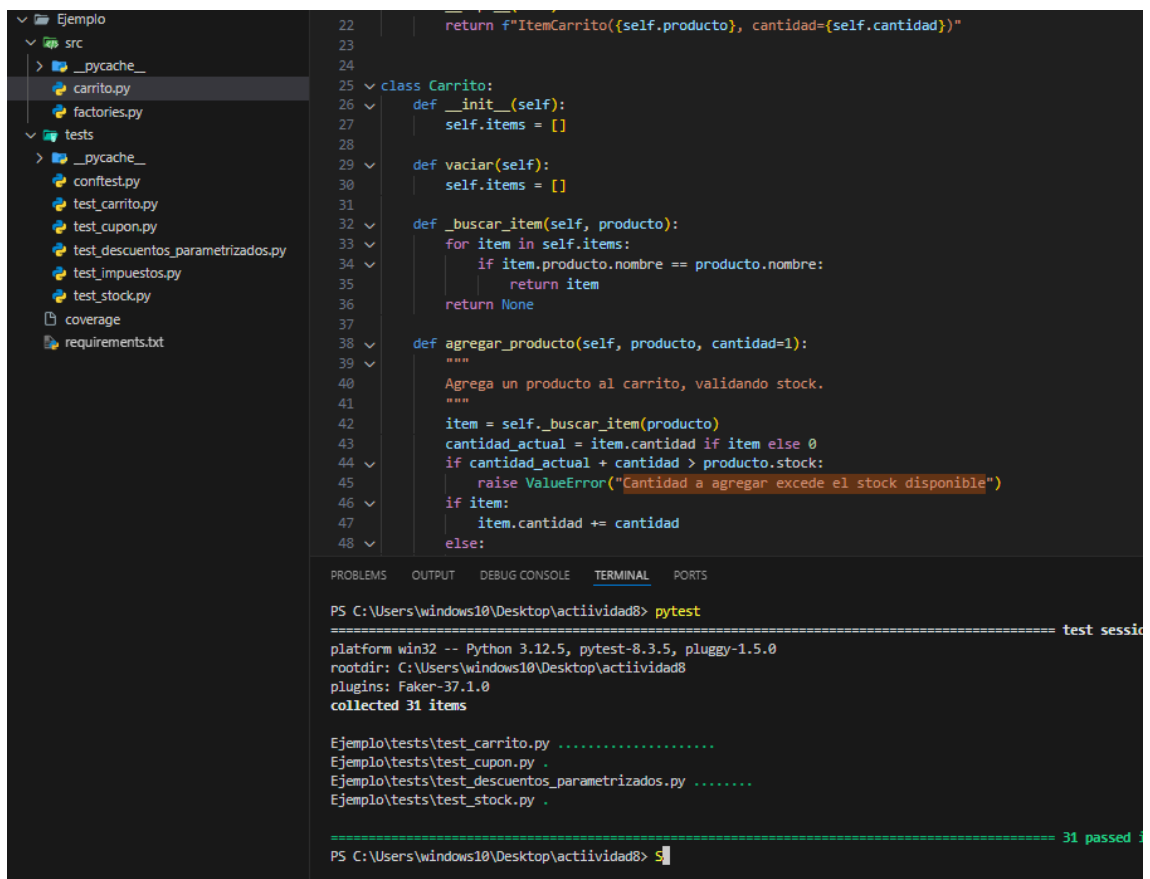 Ejemplo
src
__pycache__
carrito.py
factories.py
tests
__pycache__
conftest.py
test_carrito.py
test_cupon.py
test_descuentos_parametrizados.py
test_impuestos.py
test_stock.py
coverage
requirements.txt
22 return f"ItemCarrito({self.producto}, cantidad={self.cantidad})"
23
24
25 class Carrito:
26 def __init__(self):
27 self.items = []
28
29 def vaciar(self):
30 self.items = []
31
32 def _buscar_item(self, producto):
33 for item in self.items:
34 if item.producto.nombre == producto.nombre:
35 return item
36 return None
37
38 def agregar_producto(self, producto, cantidad=1):
39 """
40 Agrega un producto al carrito, validando stock.
41 """
42 item = self._buscar_item(producto)
43 cantidad_actual = item.cantidad if item else 0
44 if cantidad_actual + cantidad > producto.stock:
45 raise ValueError("Cantidad a agregar excede el stock disponible")
46 if item:
47 item.cantidad += cantidad
48 else:
PROBLEMS OUTPUT DEBUG CONSOLE TERMINAL PORTS
PS C:\Users\windows10\Desktop\actiividad8> pytest
test sessio
platform win32 -- Python 3.12.5, pytest-8.3.5, pluggy-1.5.0
rootdir: C:\Users\windows10\Desktop\actiividad8
plugins: Faker-37.1.0
collected 31 items
Ejemplo\tests\test_carrito.py .....................
Ejemplo\tests\test_cupon.py .
Ejemplo\tests\test_descuentos_parametrizados.py ........
Ejemplo\tests\test_stock.py .
31 passed i
PS C:\Users\windows10\Desktop\actiividad8> S